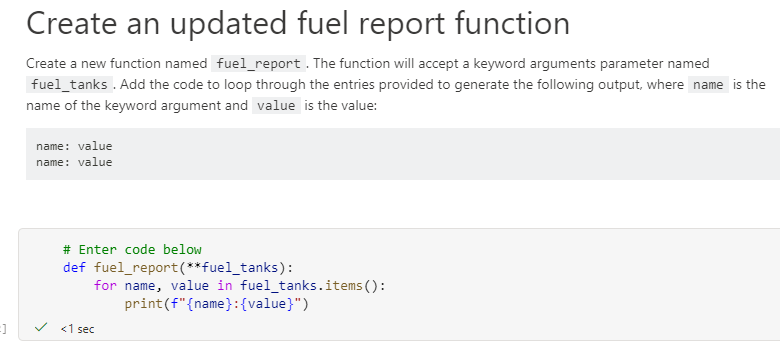 Create an updated fuel report function
Create a new function named fuel_report . The function will accept a keyword arguments parameter named
fuel_tanks . Add the code to loop through the entries provided to generate the following output, where name is the
name of the keyword argument and value is the value:
name: value
name: value
# Enter code below
def fuel_report(**fuel_tanks):
    for name, value in fuel_tanks.items():
        print(f"{name}:{value}")
]
✓ <1 sec